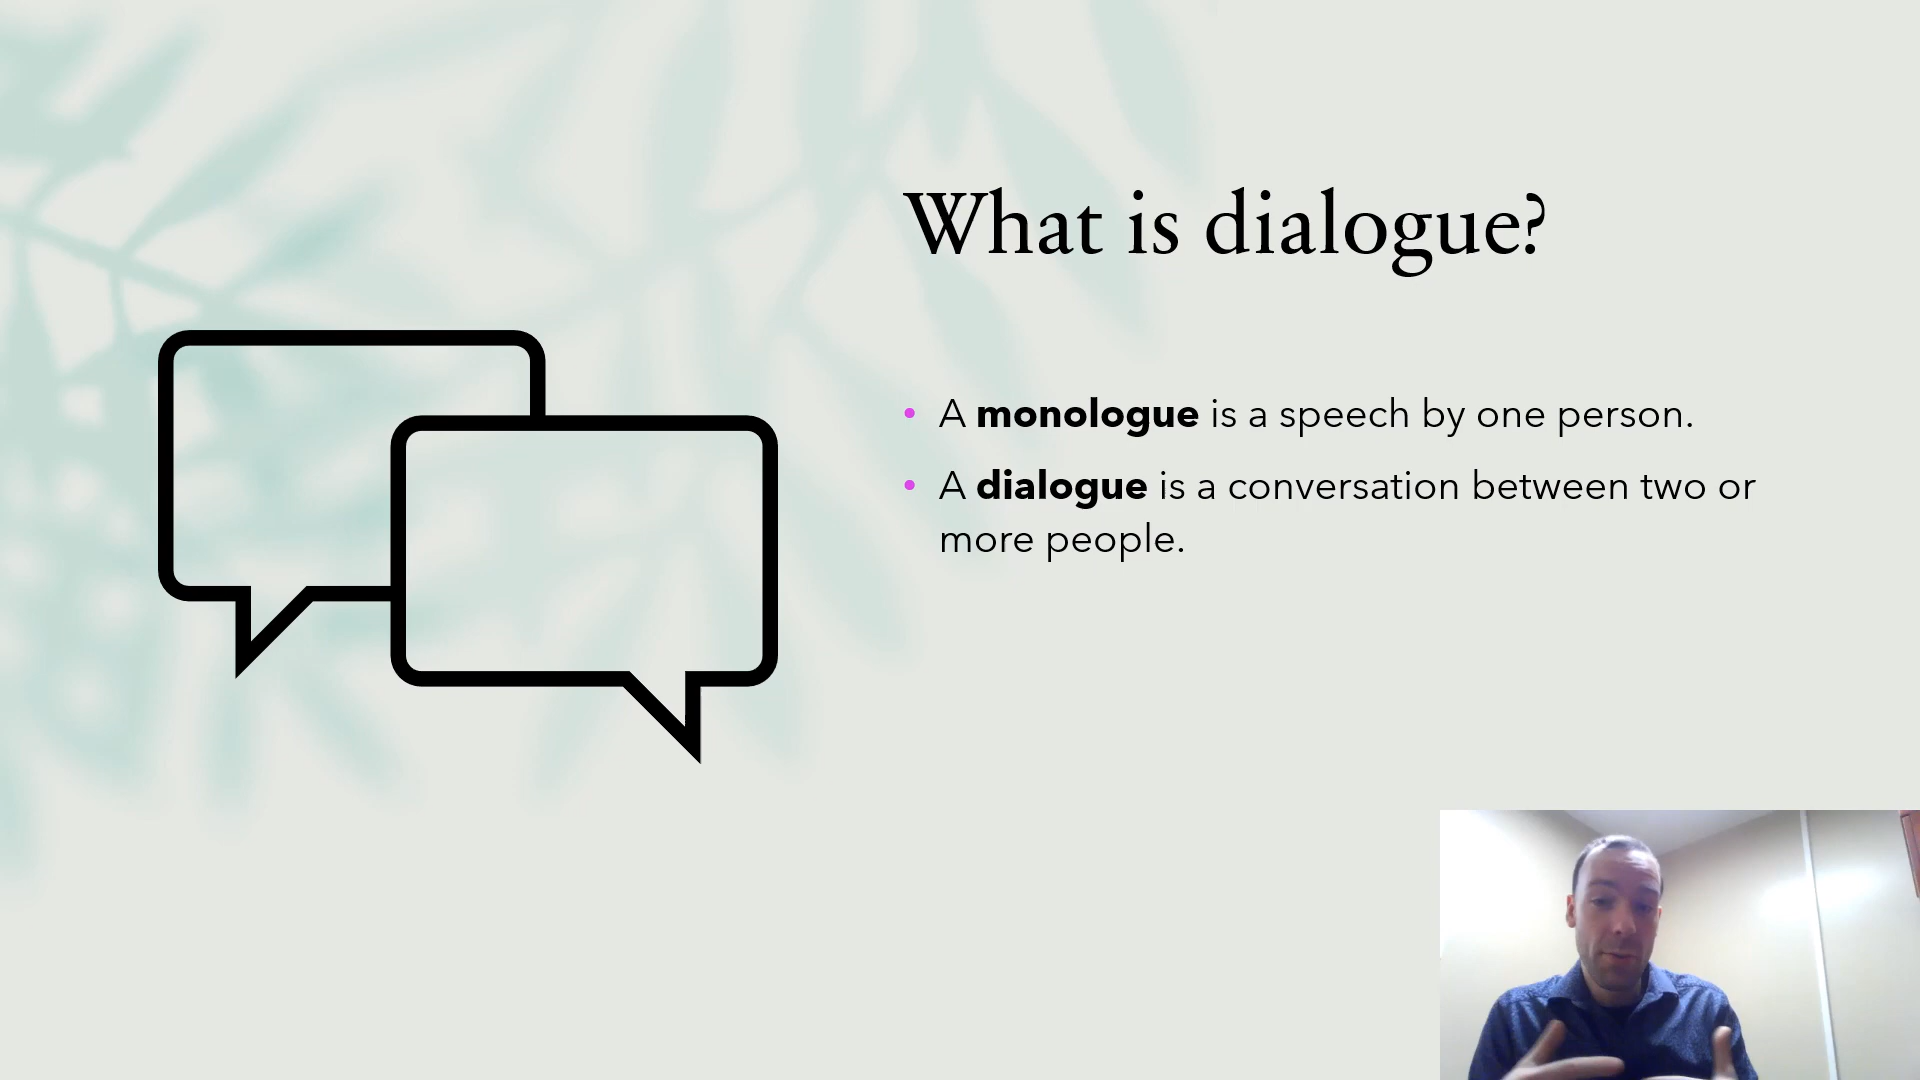 What is dialogue?
• A monologue is a speech by one person.
• A dialogue is a conversation between two or
more people.